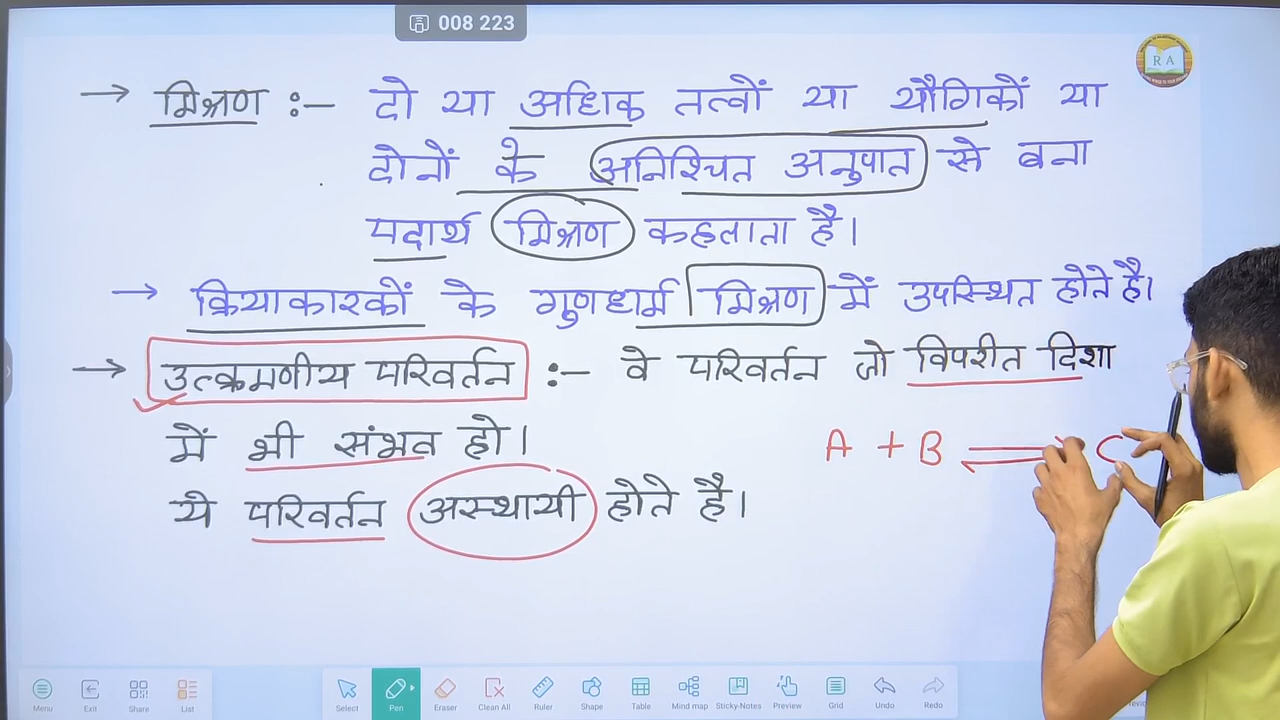 008 223
R A
→ मिश्रण :- दो या अधिक तत्वों या यौगिकों या
दोनों के अनिश्चित अनुपात से बना
पदार्थ मिश्रण कहलाता है।
→ क्रियाकारकों के गुणधर्म मिश्रण में उपस्थित होते है।
→ उत्क्रमणीय परिवर्तन :- वे परिवर्तन जो विपरीत दिशा
में भी संभव हो।
A + B ⇌ C
ये परिवर्तन अस्थायी होते है।
Menu Exit Share List Select Pen Eraser Clean All Ruler Shape Table Mind map Sticky-Notes Preview Grid Undo Redo